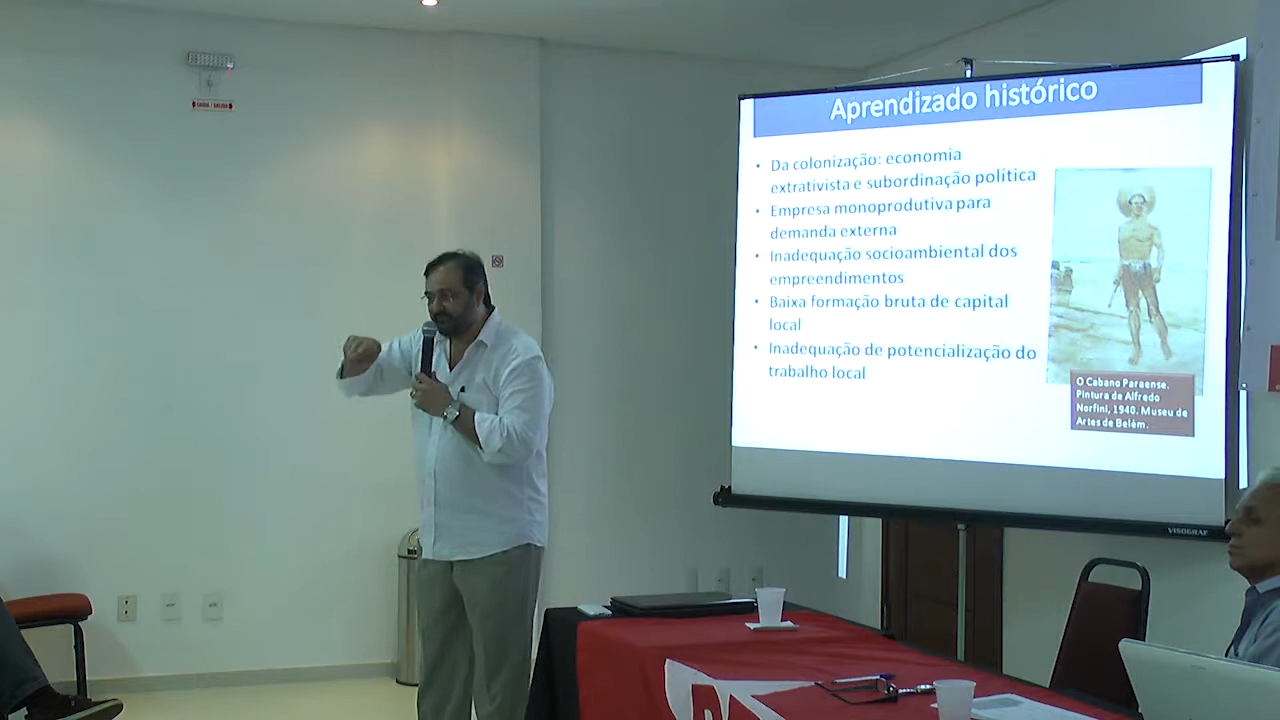 SAÍDA / SALIDA
Aprendizado histórico
• Da colonização: economia
extrativista e subordinação política
• Empresa monoprodutiva para
demanda externa
• Inadequação socioambiental dos
empreendimentos
• Baixa formação bruta de capital
local
• Inadequação de potencialização do
trabalho local
O Cabano Paraense.
Pintura de Alfredo
Norfini, 1940. Museu de
Artes de Belém.
VISOGRAF